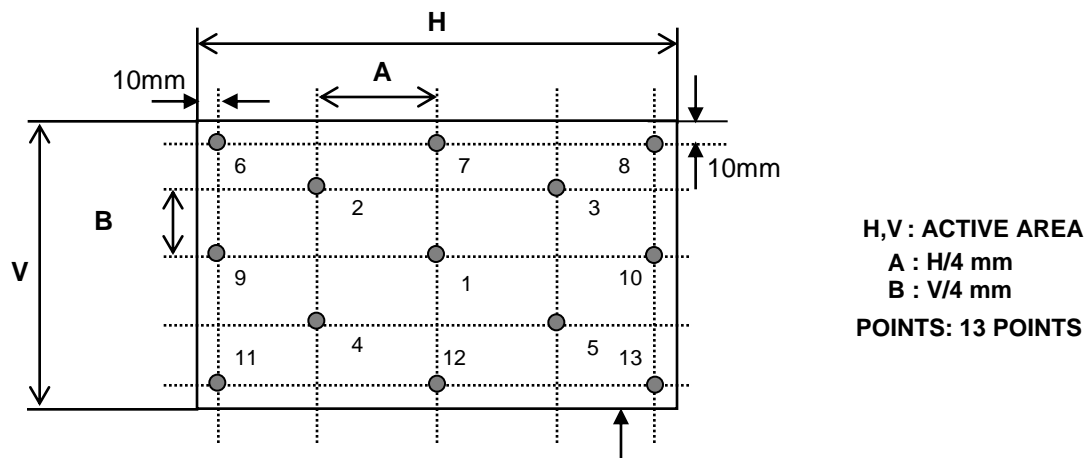 H
10mm
A
6
7
8
10mm
2
3
B
V
H,V : ACTIVE AREA
9
1
10
A : H/4 mm
B : V/4 mm
POINTS: 13 POINTS
4
5
11
12
13